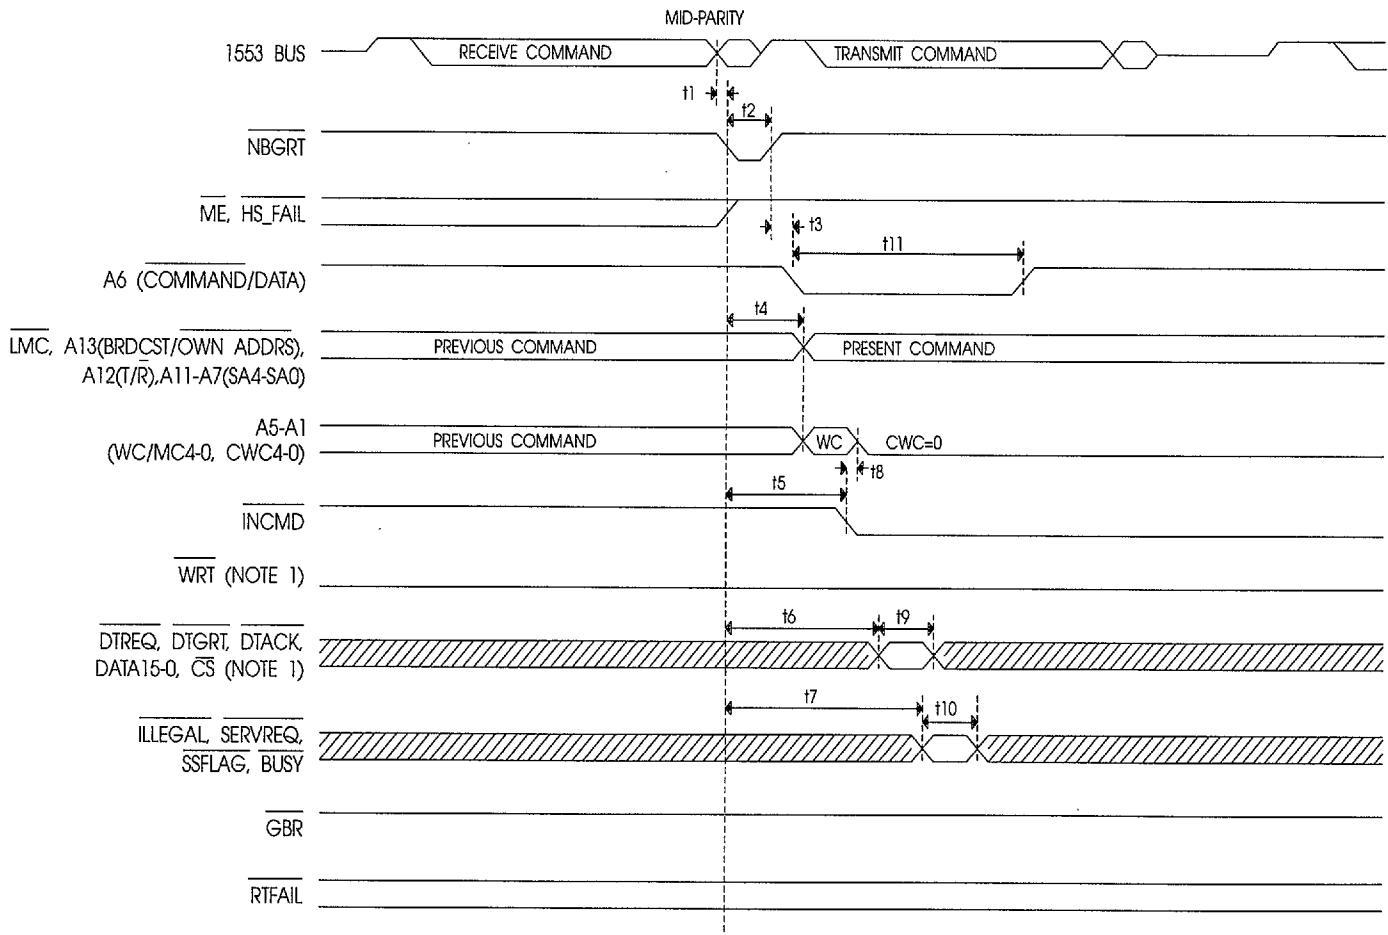 MID-PARITY
1553 BUS
RECEIVE COMMAND
TRANSMIT COMMAND
t1
t2
NBGRT
ME, HS_FAIL
t3
t11
A6 (COMMAND/DATA)
t4
LMC, A13(BRDCST/OWN ADDRS),
A12(T/R),A11-A7(SA4-SA0)
PREVIOUS COMMAND
PRESENT COMMAND
A5-A1
(WC/MC4-0, CWC4-0)
PREVIOUS COMMAND
WC
CWC=0
t8
t5
INCMD
WRT (NOTE 1)
t6
t9
DTREQ, DTGRT, DTACK,
DATA15-0, CS (NOTE 1)
t7
t10
ILLEGAL, SERVREQ,
SSFLAG, BUSY
GBR
RTFAIL